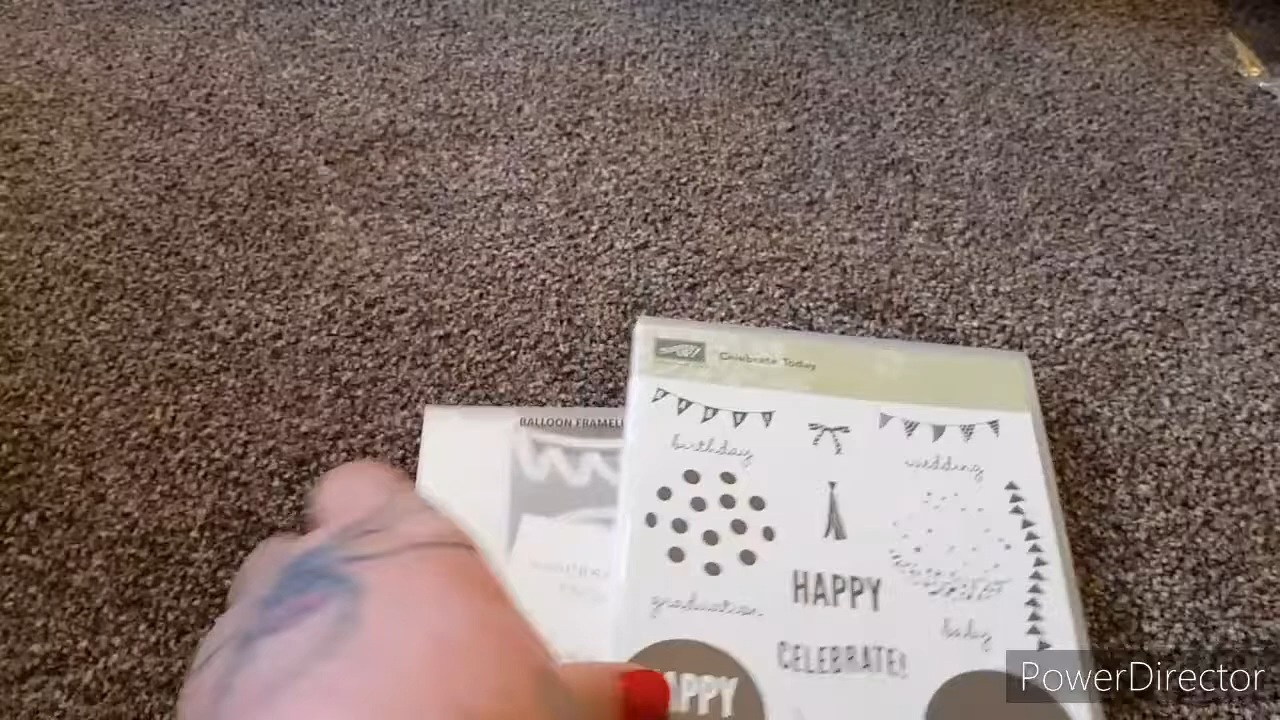 Celebrate Today
BALLOON FRAMEL
birthday
wedding
HAPPY
graduation
baby
CELEBRATE!
APPY
PowerDirector